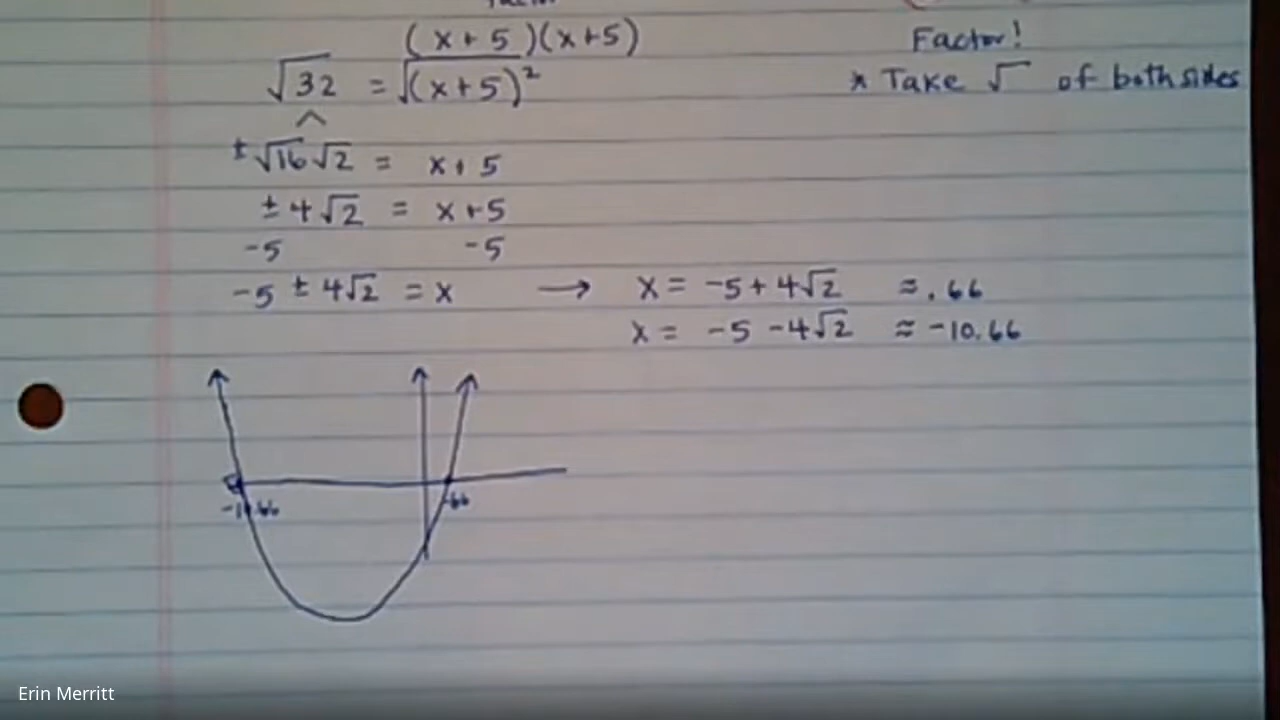 (x+5)(x+5)
Factor!
√32 = √(x+5)²
* Take √ of both sides
±√16√2 = x+5
±4√2 = x+5
-5 -5
-5 ± 4√2 = x → x = -5+4√2 ≈ .66
x = -5 -4√2 ≈ -10.66
-10.66 .66
Erin Merritt